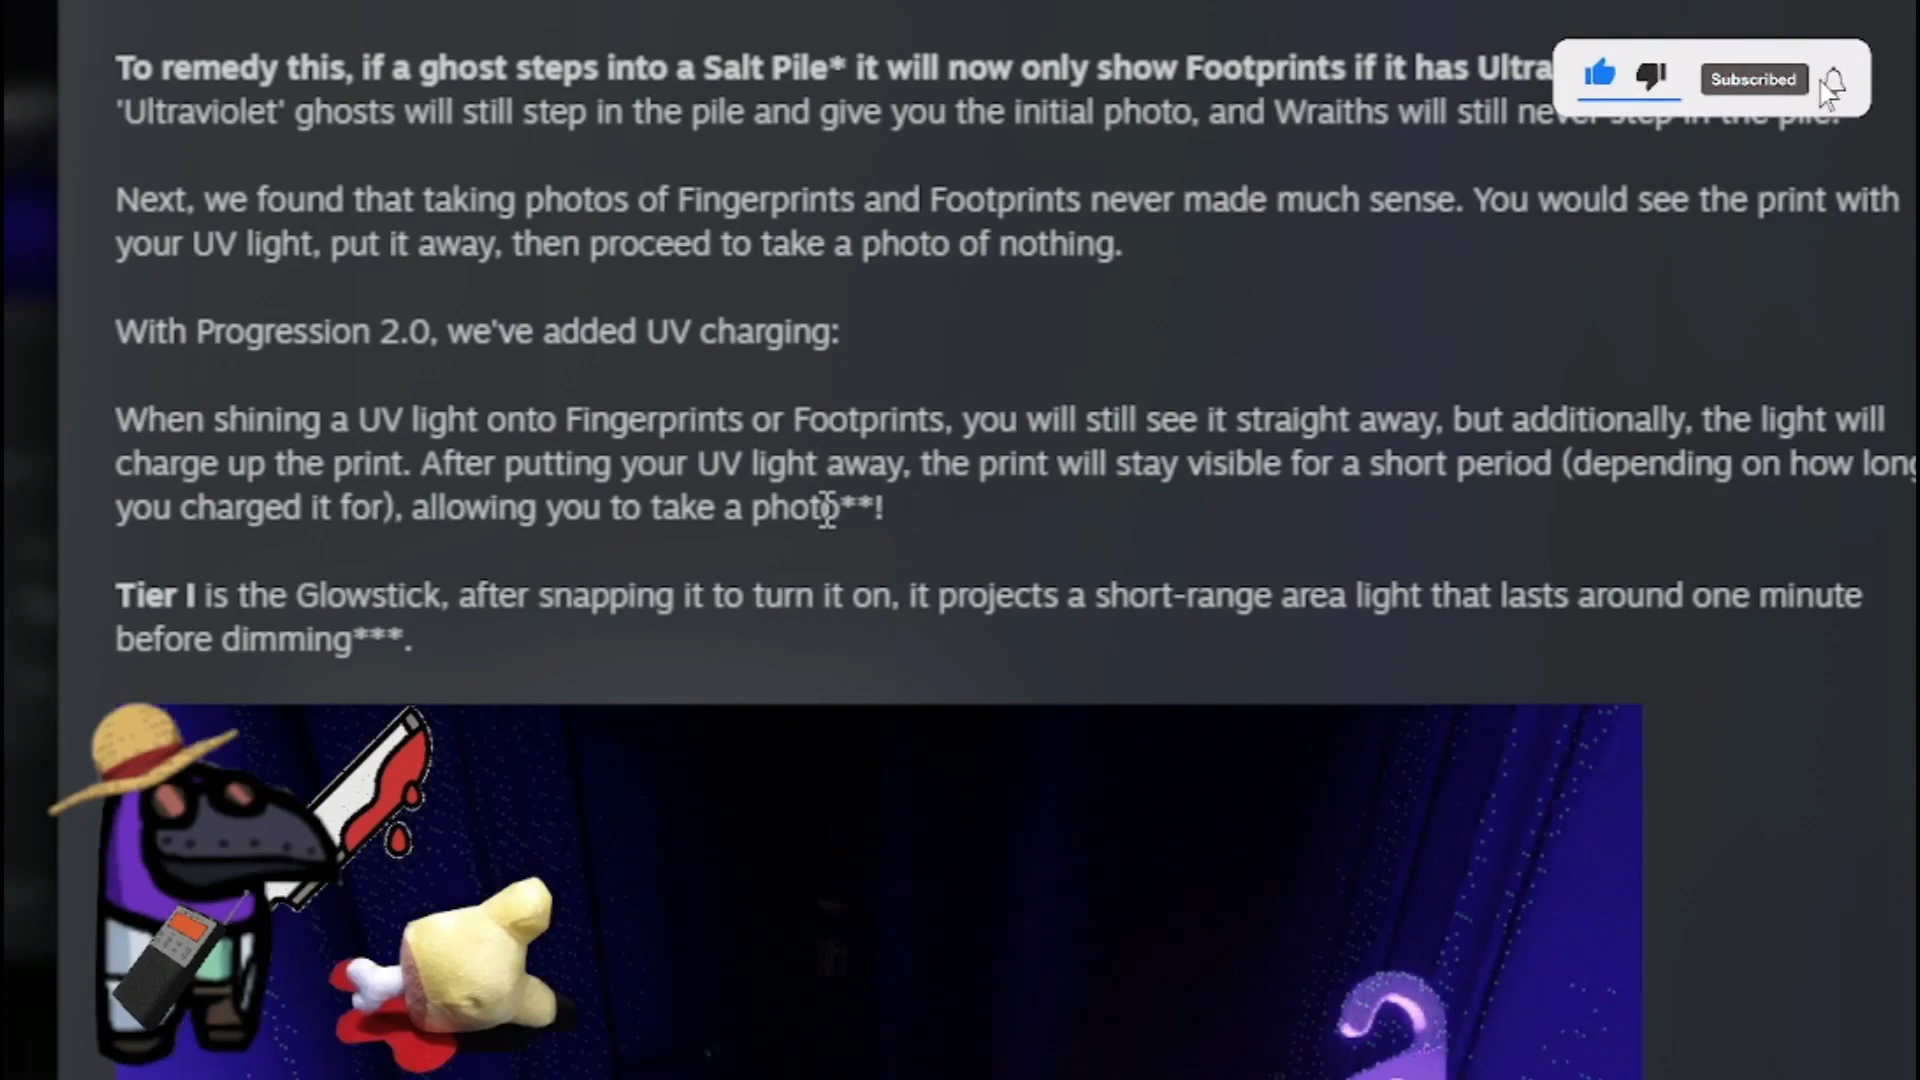 To remedy this, if a ghost steps into a Salt Pile* it will now only show Footprints if it has Ultra
'Ultraviolet' ghosts will still step in the pile and give you the initial photo, and Wraiths will still never step in the pile.
Subscribed
Next, we found that taking photos of Fingerprints and Footprints never made much sense. You would see the print with
your UV light, put it away, then proceed to take a photo of nothing.
With Progression 2.0, we've added UV charging:
When shining a UV light onto Fingerprints or Footprints, you will still see it straight away, but additionally, the light will
charge up the print. After putting your UV light away, the print will stay visible for a short period (depending on how long
you charged it for), allowing you to take a photo**!
Tier I is the Glowstick, after snapping it to turn it on, it projects a short-range area light that lasts around one minute
before dimming***.